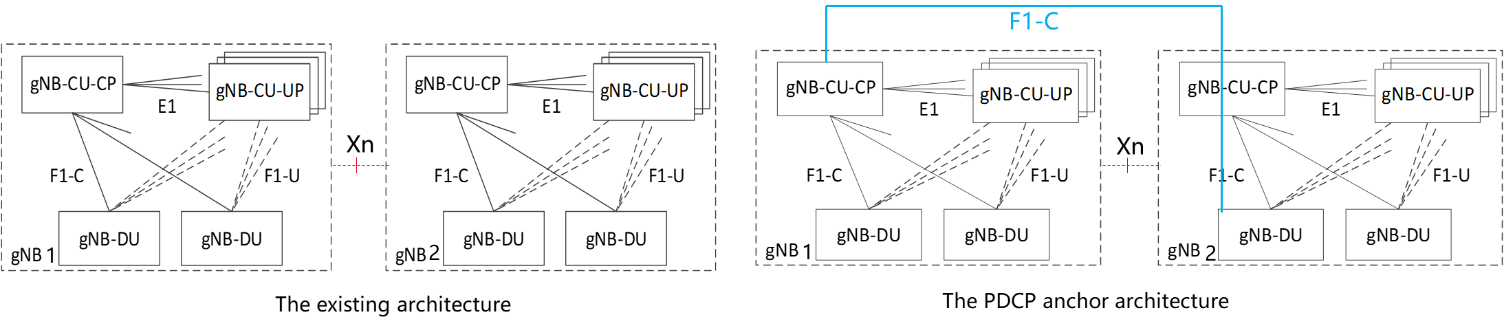 F1-C
gNB-CU-CP
gNB-CU-UP
E1
F1-C
F1-U
gNB-DU
gNB-DU
gNB 1
Xn
gNB-CU-CP
gNB-CU-UP
E1
F1-C
F1-U
gNB-DU
gNB-DU
gNB 2
The existing architecture
gNB-CU-CP
gNB-CU-UP
E1
F1-C
F1-U
gNB-DU
gNB-DU
gNB 1
Xn
gNB-CU-CP
gNB-CU-UP
E1
F1-C
F1-U
gNB-DU
gNB-DU
gNB 2
The PDCP anchor architecture